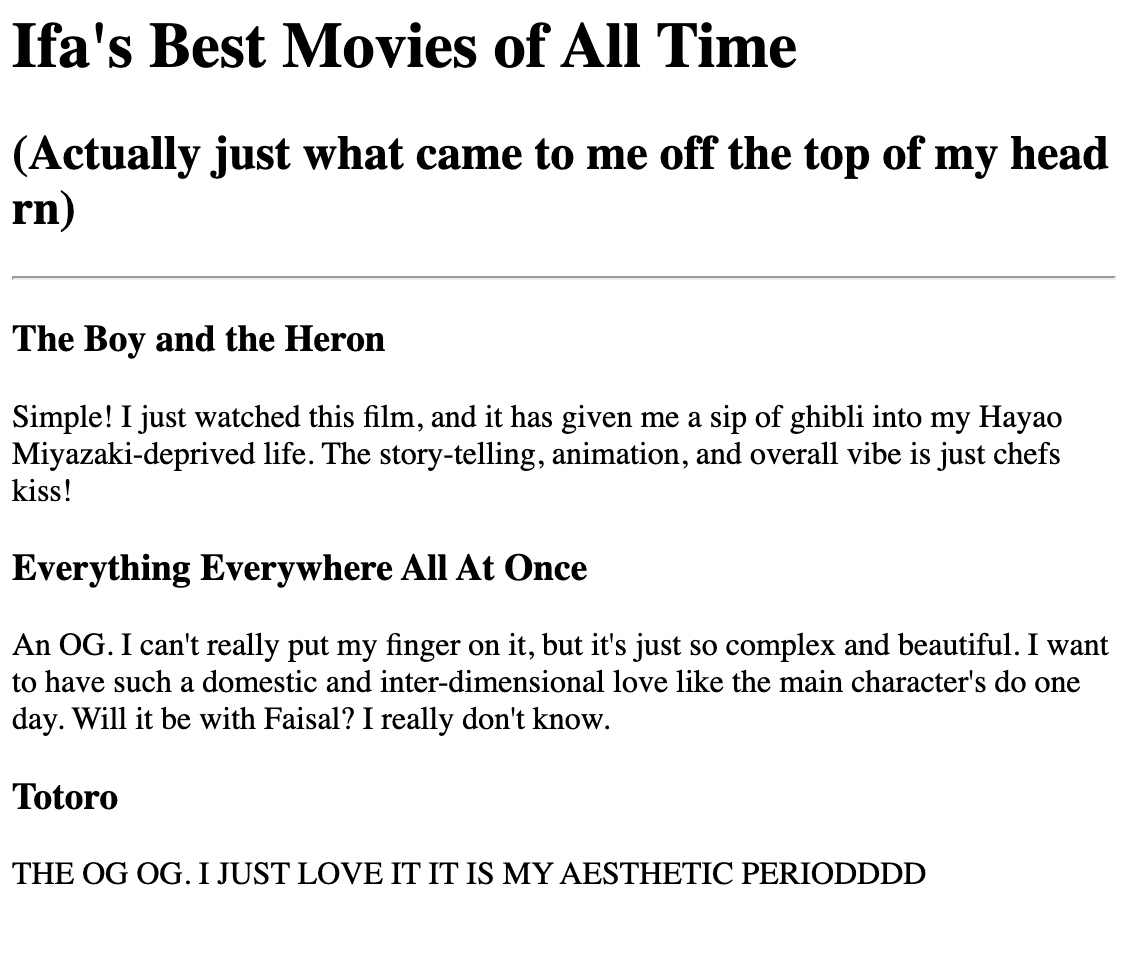 Ifa's Best Movies of All Time
(Actually just what came to me off the top of my head
rn)
The Boy and the Heron
Simple! I just watched this film, and it has given me a sip of ghibli into my Hayao
Miyazaki-deprived life. The story-telling, animation, and overall vibe is just chefs
kiss!
Everything Everywhere All At Once
An OG. I can't really put my finger on it, but it's just so complex and beautiful. I want
to have such a domestic and inter-dimensional love like the main character's do one
day. Will it be with Faisal? I really don't know.
Totoro
THE OG OG. I JUST LOVE IT IT IS MY AESTHETIC PERIODDDD